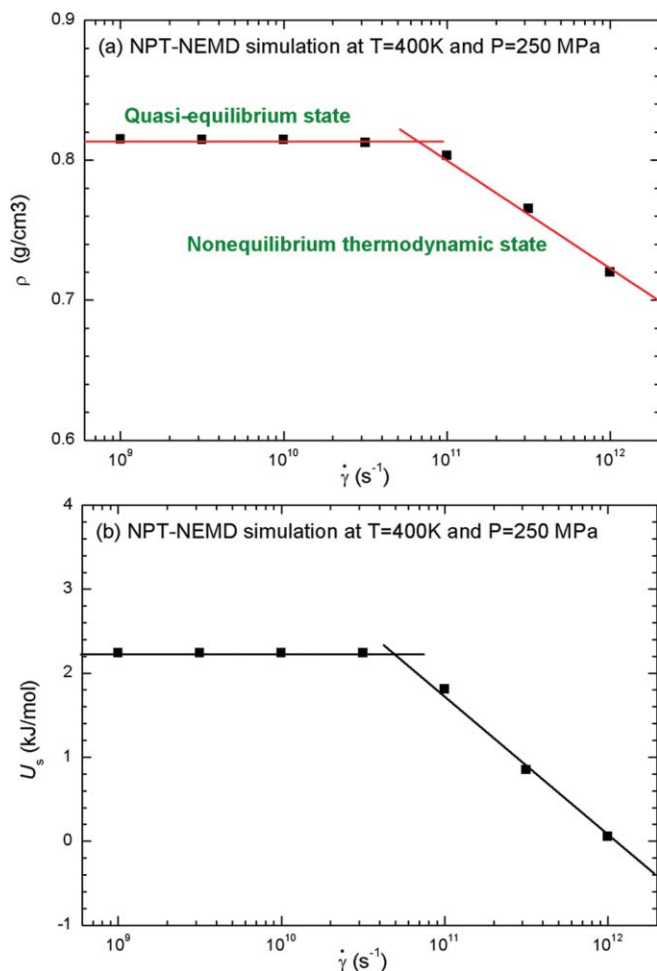 (a) NPT-NEMD simulation at T=400K and P=250 MPa
Quasi-equilibrium state
Nonequilibrium thermodynamic state
0.9
0.8
0.7
0.6
ρ (g/cm3)
10⁹ 10¹⁰ 10¹¹ 10¹²
γ̇ (s⁻¹)
(b) NPT-NEMD simulation at T=400K and P=250 MPa
4
3
2
1
0
-1
Uₛ (kJ/mol)
10⁹ 10¹⁰ 10¹¹ 10¹²
γ̇ (s⁻¹)